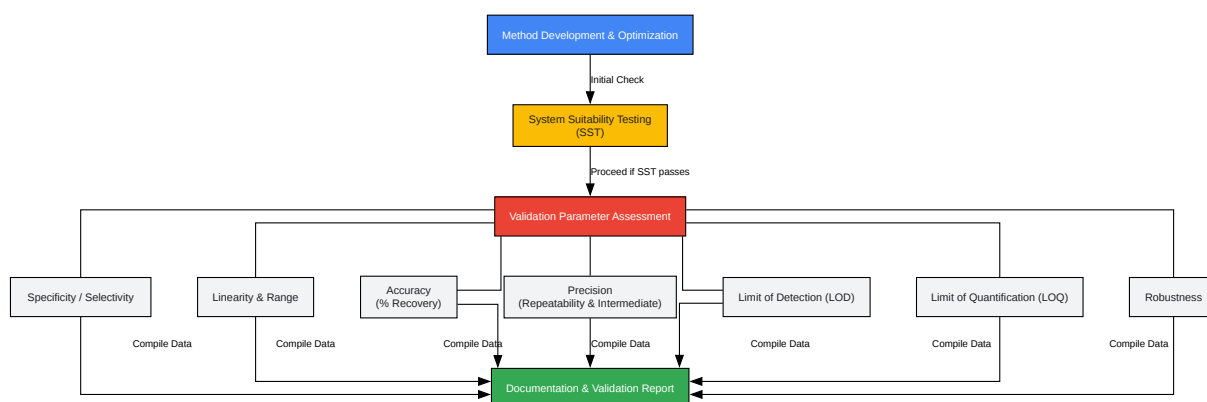 Method Development & Optimization
Initial Check
System Suitability Testing
(SST)
Proceed if SST passes
Validation Parameter Assessment
Specificity / Selectivity
Linearity & Range
Accuracy
(% Recovery)
Precision
(Repeatability & Intermediate)
Limit of Detection (LOD)
Limit of Quantification (LOQ)
Robustness
Compile Data
Compile Data
Compile Data
Compile Data
Compile Data
Compile Data
Compile Data
Documentation & Validation Report